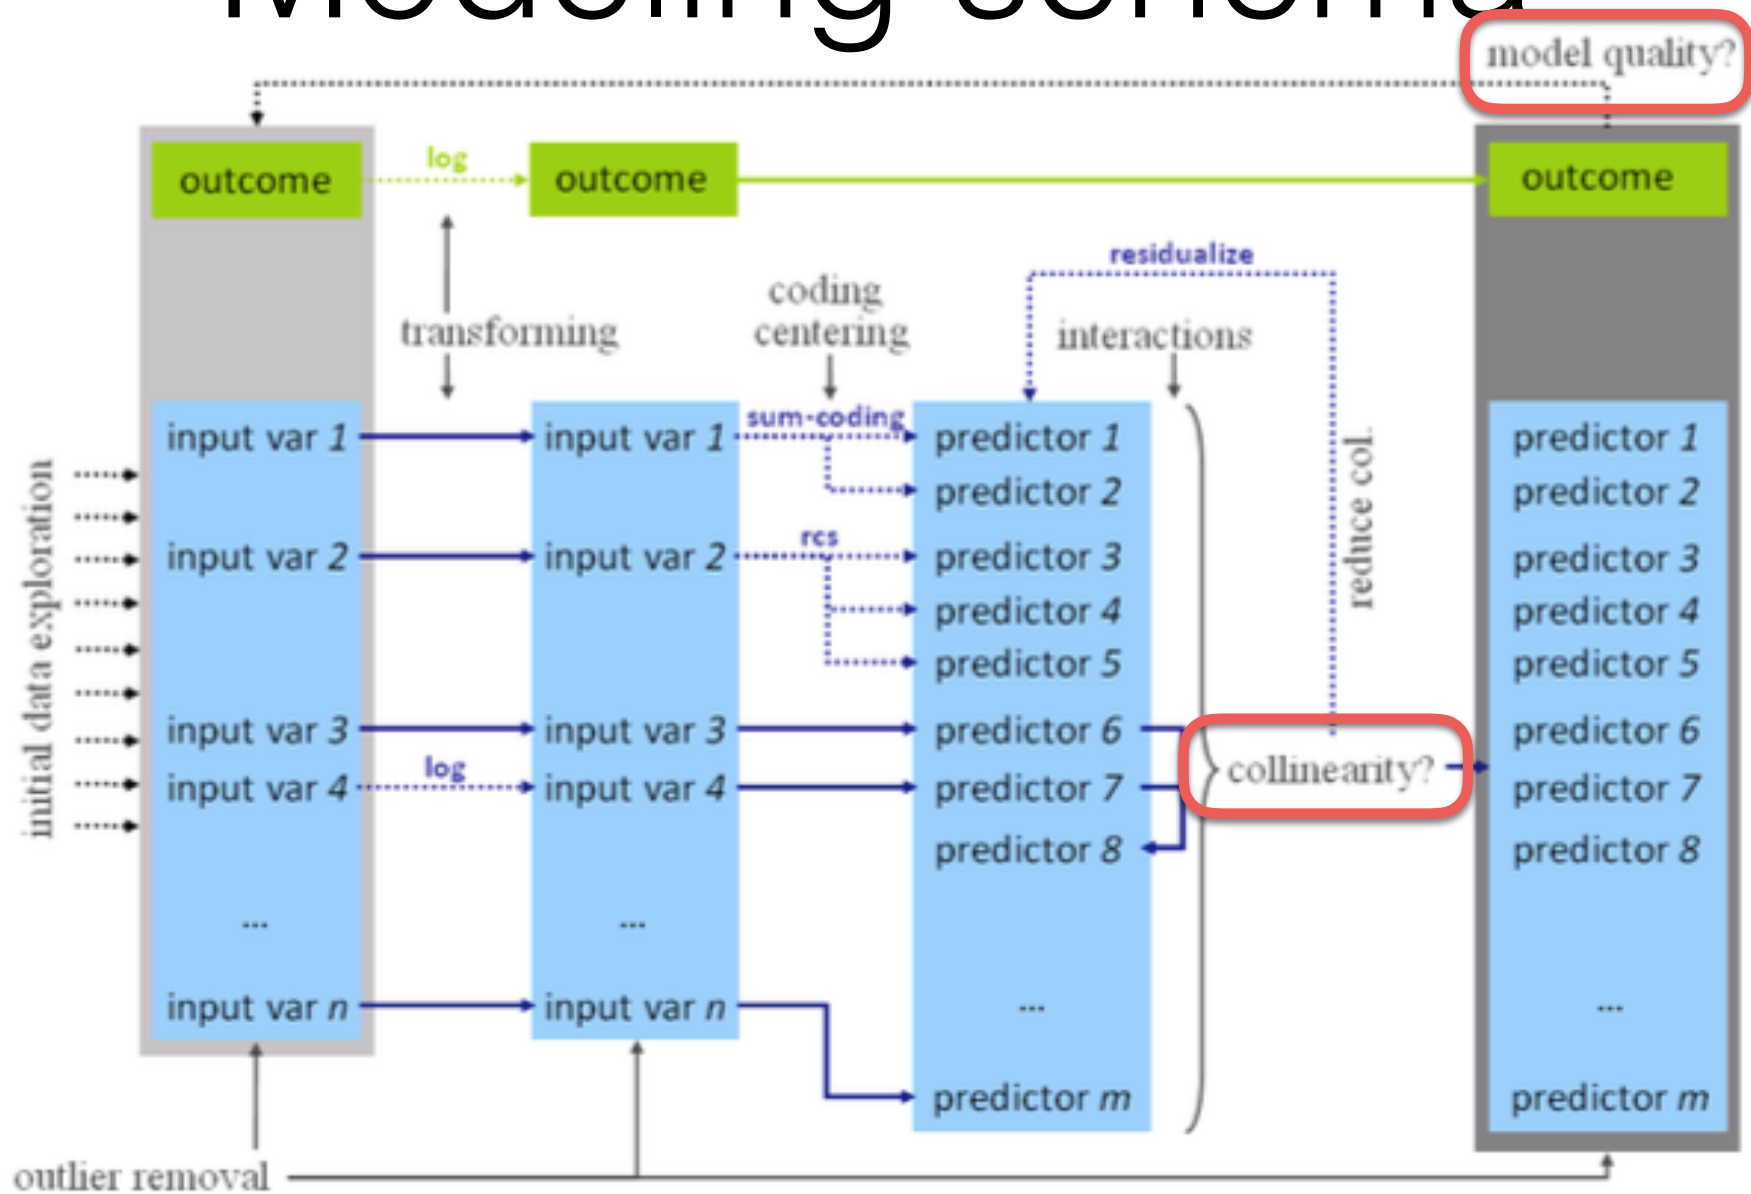 Modeling schema
model quality?
outcome
log
outcome
outcome
residualize
coding
centering
transforming
interactions
input var 1
input var 1
sum-coding
predictor 1
predictor 1
predictor 2
predictor 2
input var 2
input var 2
rcs
predictor 3
predictor 3
predictor 4
predictor 4
predictor 5
predictor 5
reduce col.
initial data exploration
input var 3
input var 3
predictor 6
predictor 6
log
collinearity?
input var 4
input var 4
predictor 7
predictor 7
predictor 8
predictor 8
...
...
...
...
input var n
input var n
predictor m
predictor m
outlier removal